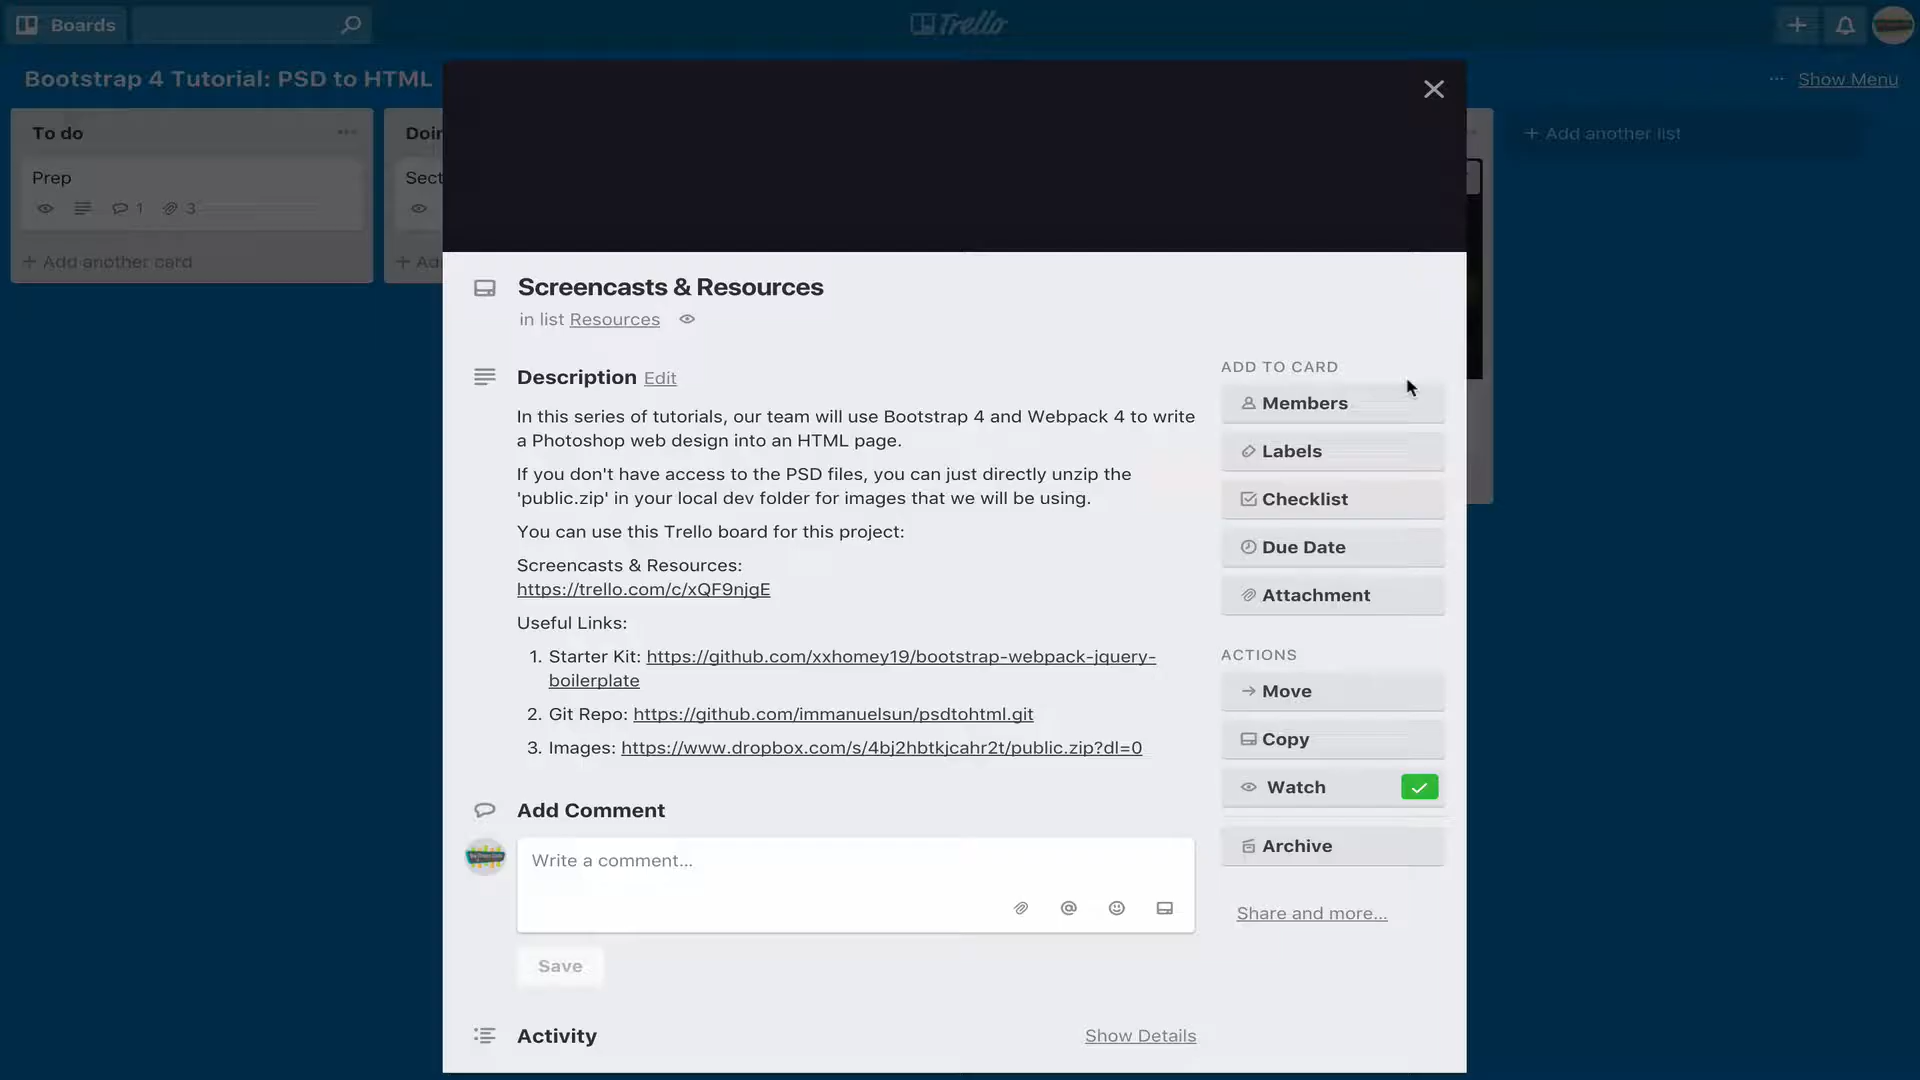 Boards
Trello
Bootstrap 4 Tutorial: PSD to HTML
Show Menu
To do
Prep
1
3
+ Add another card
+ Add another list
Screencasts & Resources
in list Resources
Description Edit
In this series of tutorials, our team will use Bootstrap 4 and Webpack 4 to write
a Photoshop web design into an HTML page.
If you don't have access to the PSD files, you can just directly unzip the
'public.zip' in your local dev folder for images that we will be using.
You can use this Trello board for this project:
Screencasts & Resources:
https://trello.com/c/xQF9njgE
Useful Links:
1. Starter Kit: https://github.com/xxhomey19/bootstrap-webpack-jquery-
boilerplate
2. Git Repo: https://github.com/immanuelsun/psdtohtml.git
3. Images: https://www.dropbox.com/s/4bj2hbtkjcahr2t/public.zip?dl=0
Add Comment
Write a comment...
Save
Activity
Show Details
ADD TO CARD
Members
Labels
Checklist
Due Date
Attachment
ACTIONS
Move
Copy
Watch
Archive
Share and more...